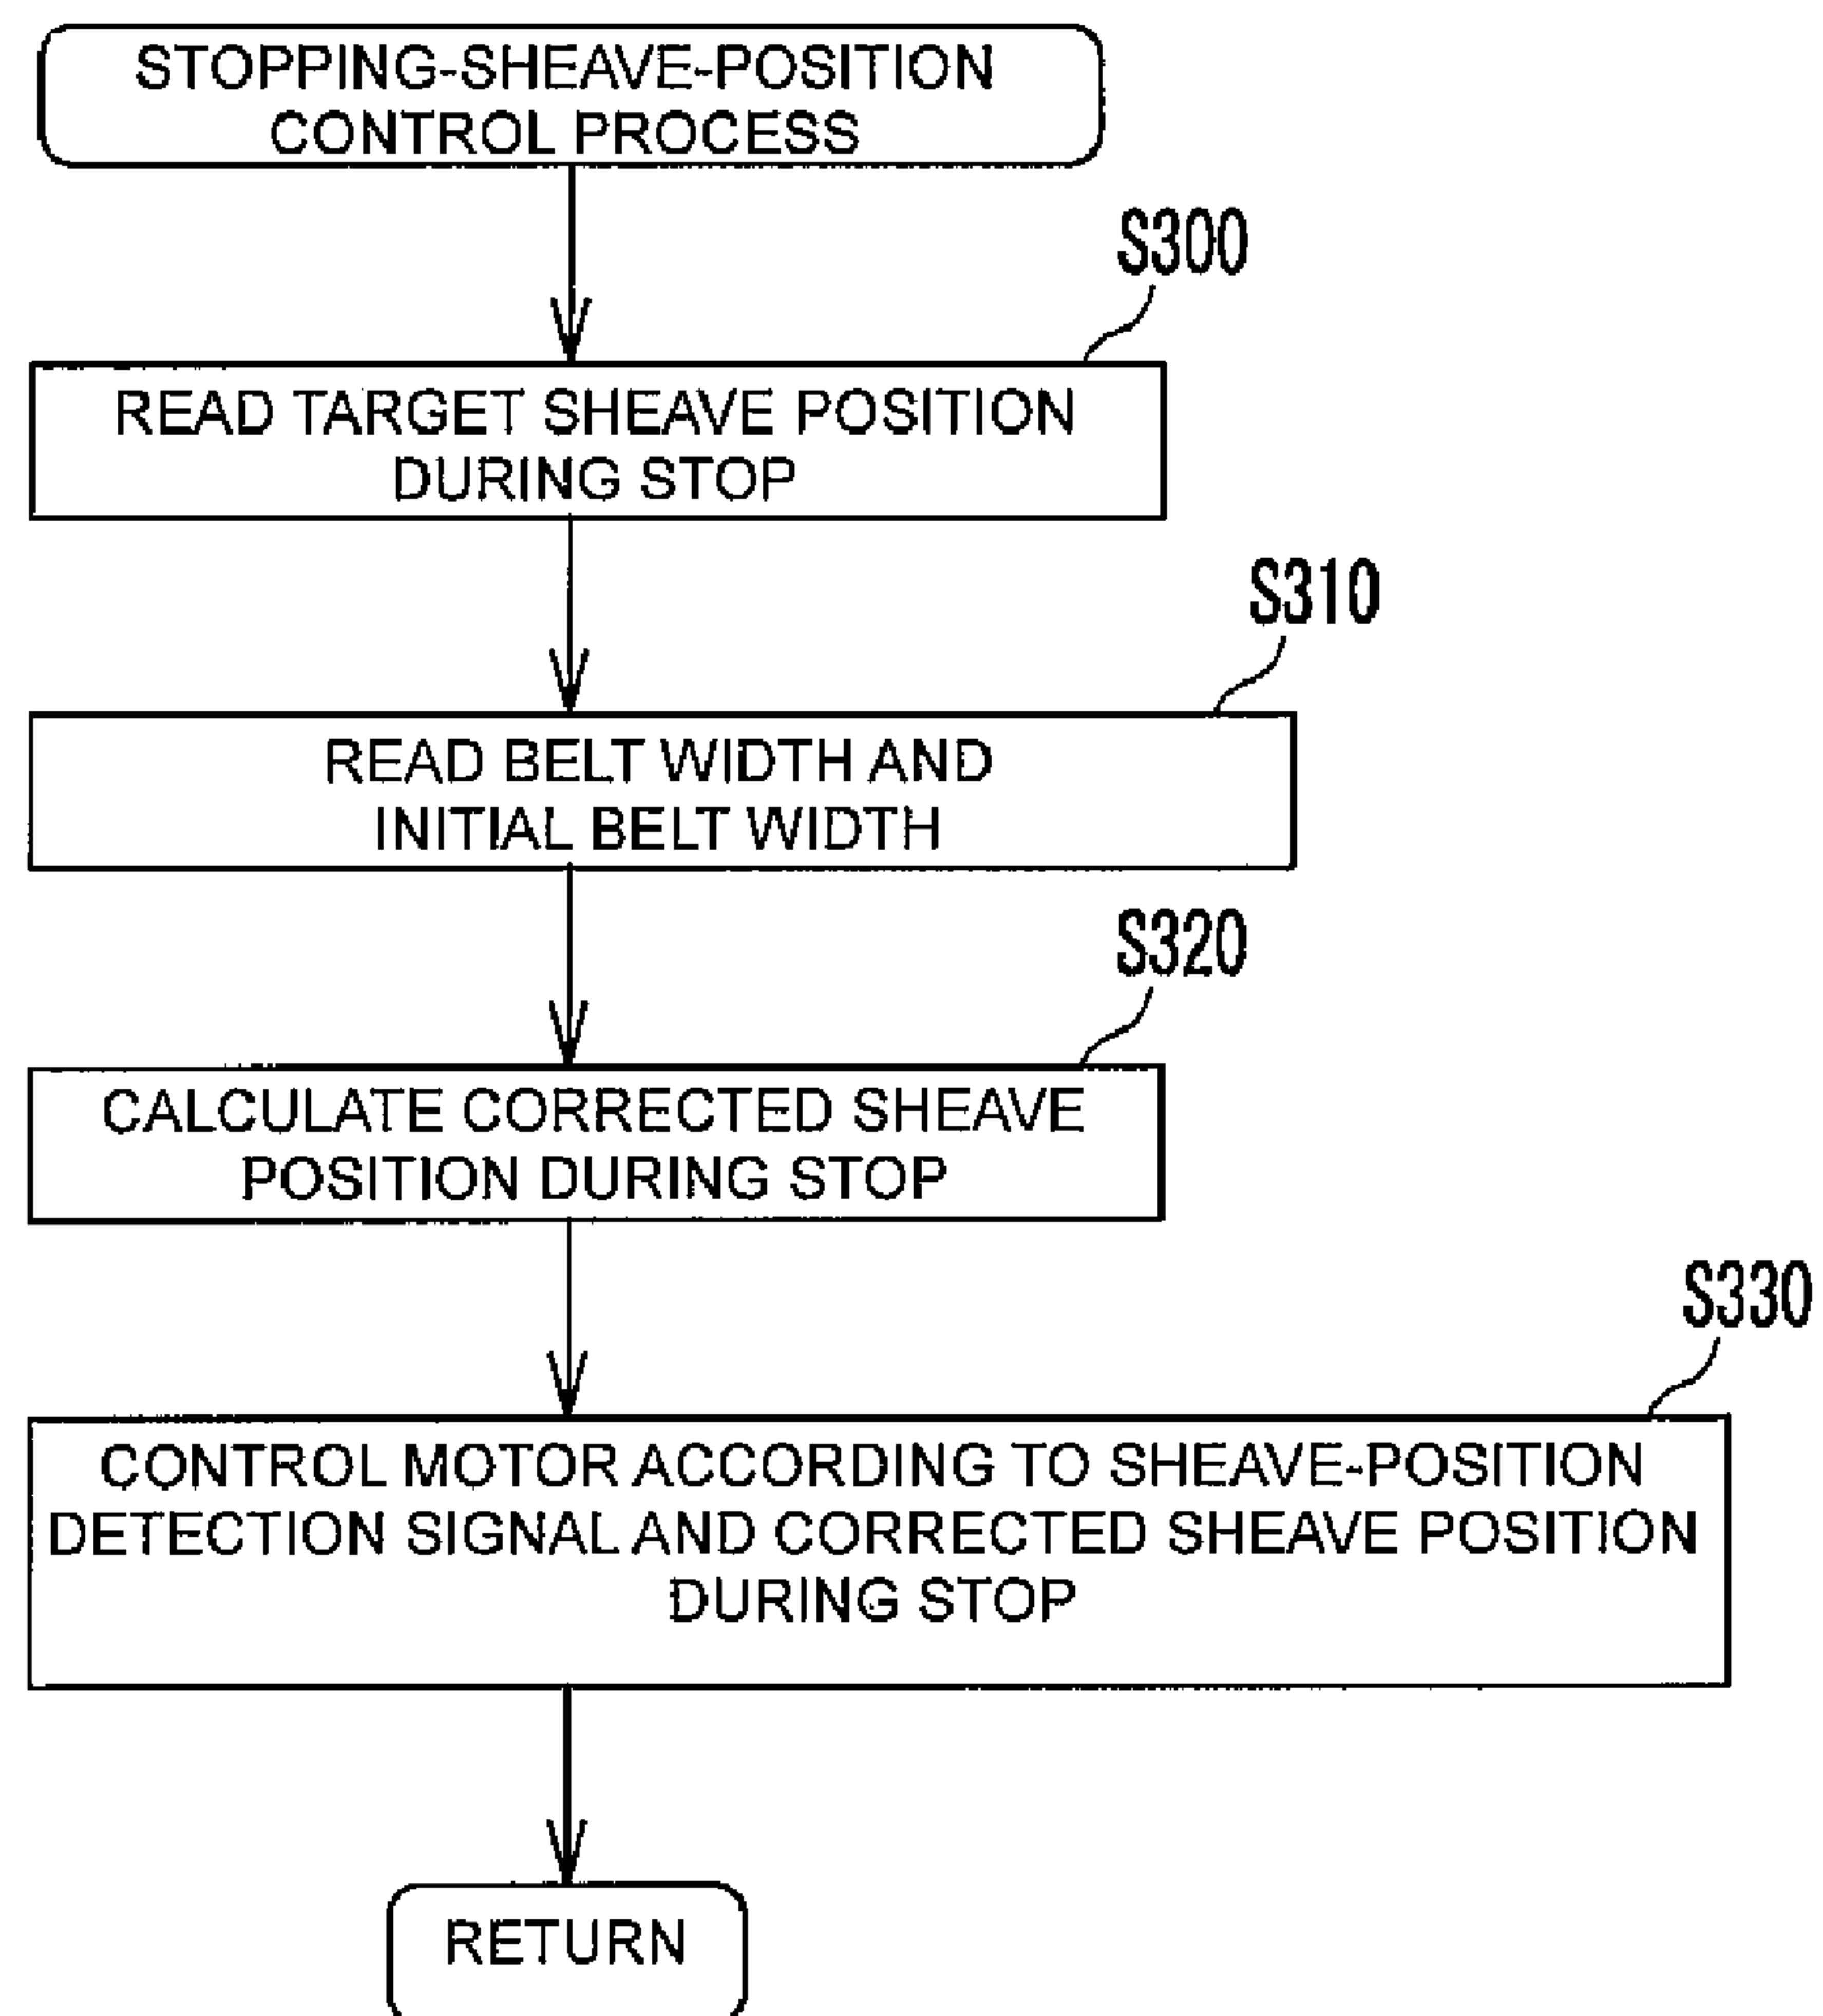 STOPPING-SHEAVE-POSITION
CONTROL PROCESS
S300
READ TARGET SHEAVE POSITION
DURING STOP
S310
READ BELT WIDTH AND
INITIAL BELT WIDTH
S320
CALCULATE CORRECTED SHEAVE
POSITION DURING STOP
S330
CONTROL MOTOR ACCORDING TO SHEAVE-POSITION
DETECTION SIGNAL AND CORRECTED SHEAVE POSITION
DURING STOP
RETURN